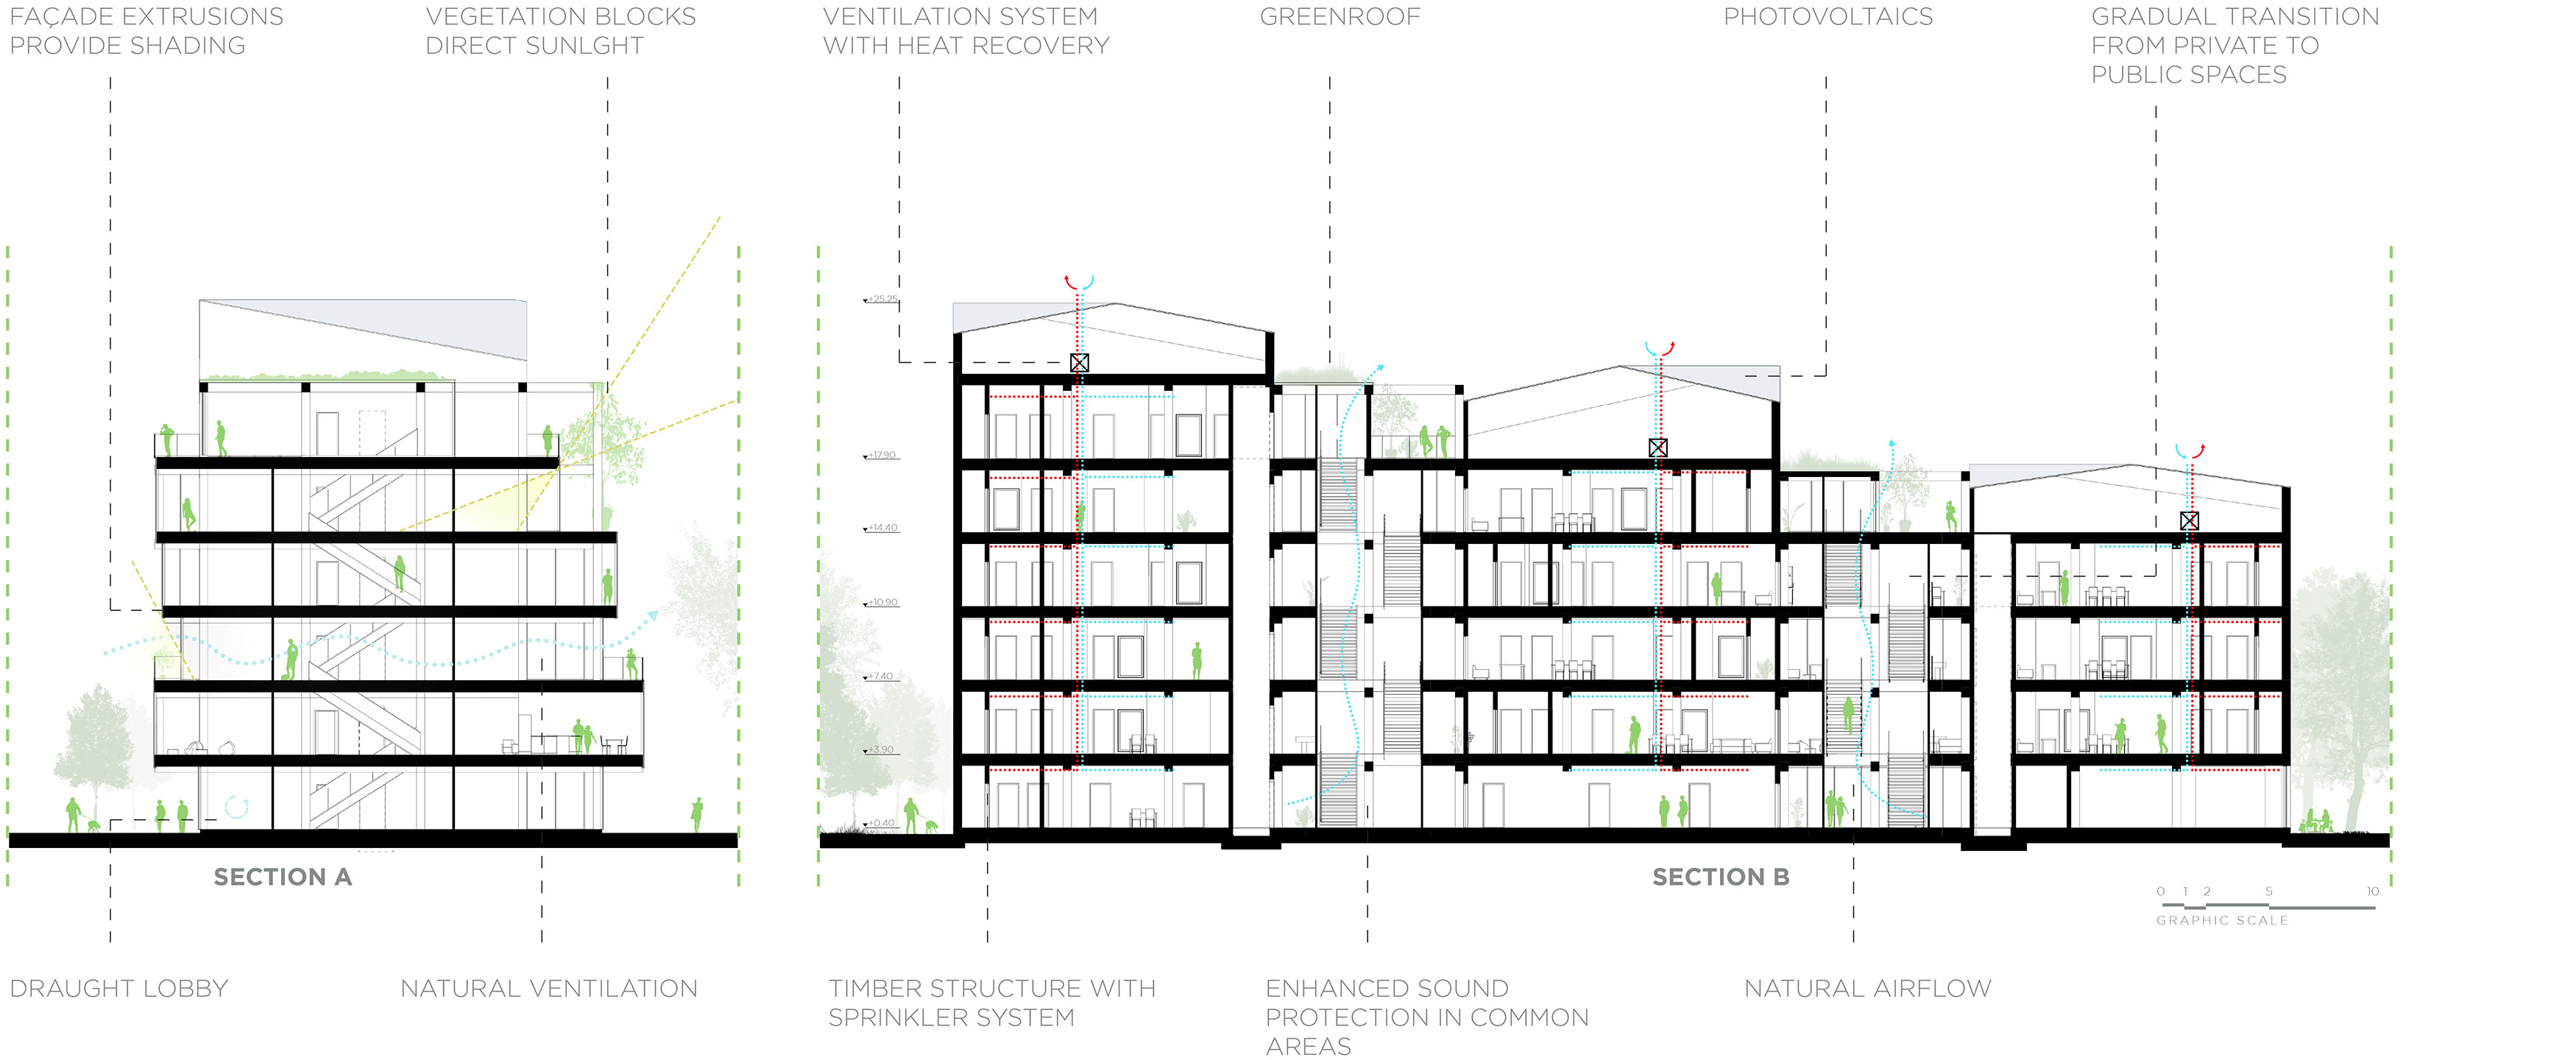 FAÇADE EXTRUSIONS
PROVIDE SHADING
VEGETATION BLOCKS
DIRECT SUNLGHT
VENTILATION SYSTEM
WITH HEAT RECOVERY
GREENROOF
PHOTOVOLTAICS
GRADUAL TRANSITION
FROM PRIVATE TO
PUBLIC SPACES
+25.25
+17.90
+14.40
+10.90
+7.40
+3.90
+0.40
SECTION A
SECTION B
0 1 2 5 10
GRAPHIC SCALE
DRAUGHT LOBBY
NATURAL VENTILATION
TIMBER STRUCTURE WITH
SPRINKLER SYSTEM
ENHANCED SOUND
PROTECTION IN COMMON
AREAS
NATURAL AIRFLOW